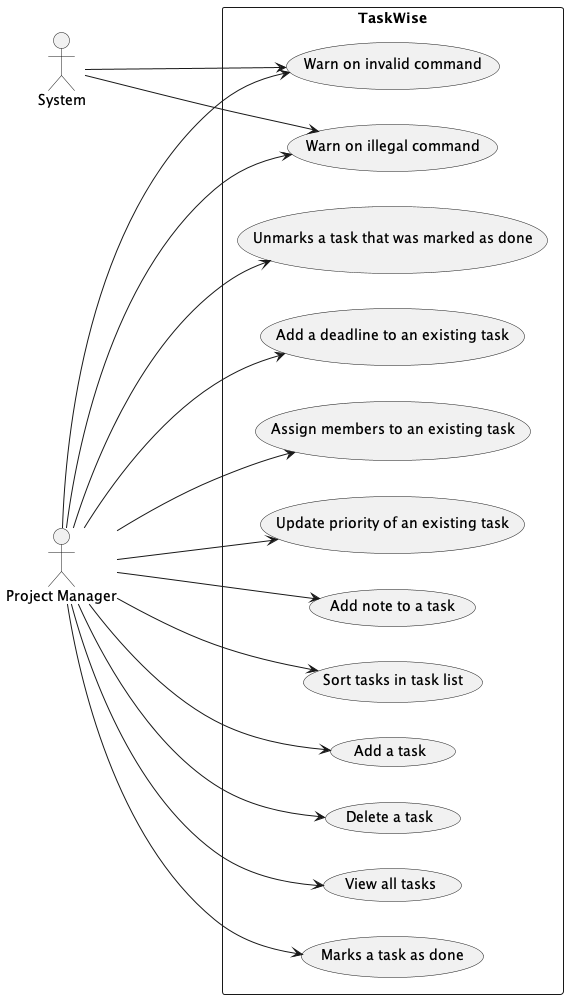 TaskWise
Warn on invalid command
System
Warn on illegal command
Unmarks a task that was marked as done
Add a deadline to an existing task
Assign members to an existing task
Update priority of an existing task
Project Manager
Add note to a task
Sort tasks in task list
Add a task
Delete a task
View all tasks
Marks a task as done